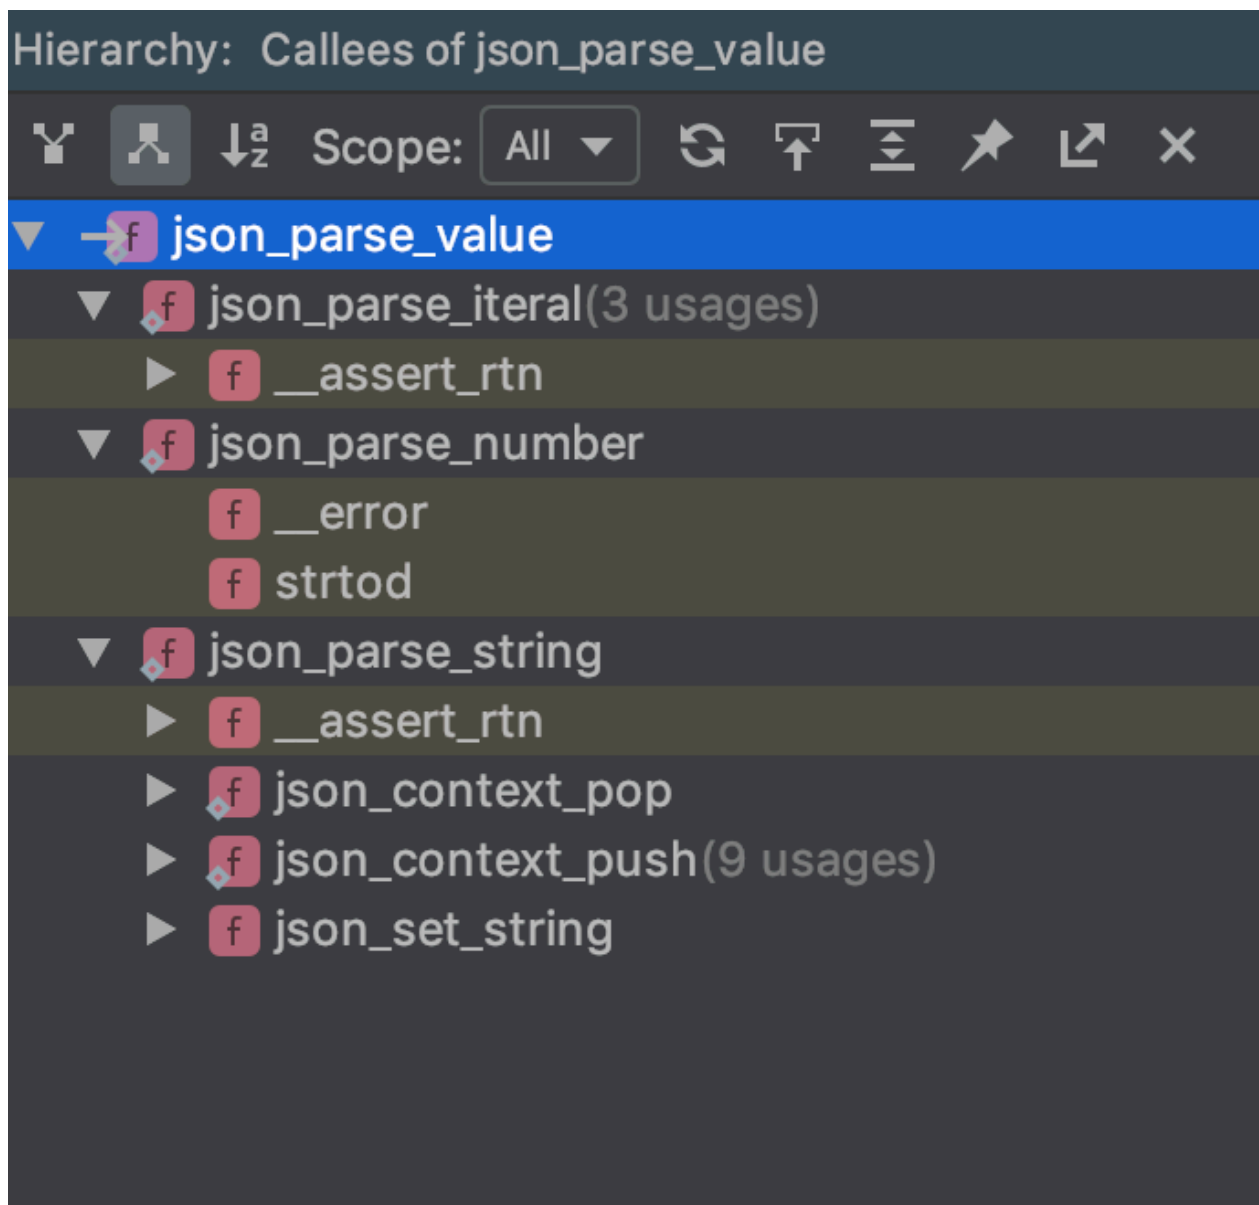 Hierarchy: Callees of json_parse_value
Scope: All
json_parse_value
json_parse_iteral(3 usages)
__assert_rtn
json_parse_number
__error
strtod
json_parse_string
__assert_rtn
json_context_pop
json_context_push(9 usages)
json_set_string